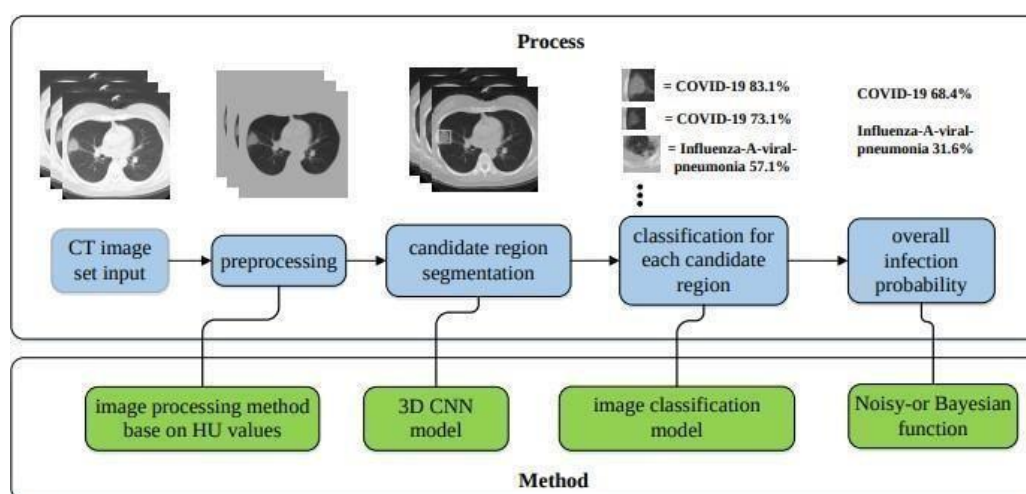 Process
= COVID-19 83.1%
= COVID-19 73.1%
= Influenza-A-viral-
pneumonia 57.1%
COVID-19 68.4%
Influenza-A-viral-
pneumonia 31.6%
CT image
set input
preprocessing
candidate region
segmentation
classification for
each candidate
region
overall
infection
probability
image processing method
base on HU values
3D CNN
model
image classification
model
Noisy-or Bayesian
function
Method